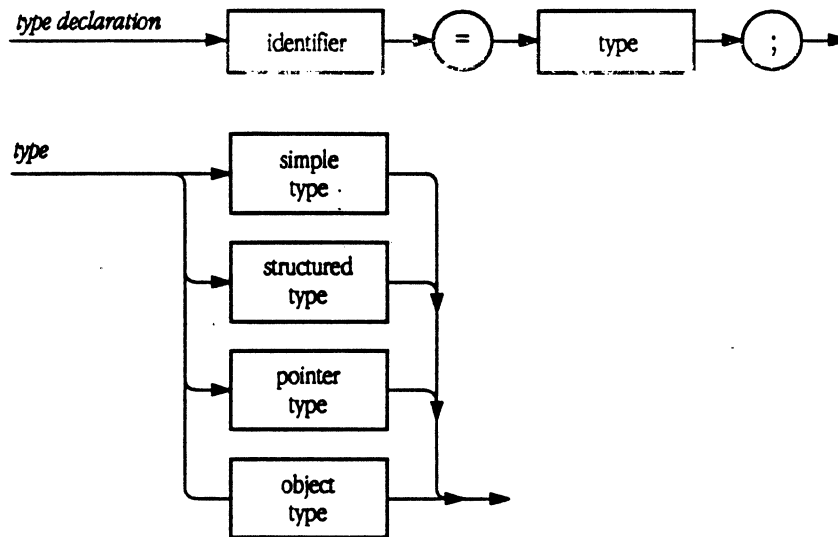 type declaration
identifier = type ;
type
simple
type
structured
type
pointer
type
object
type